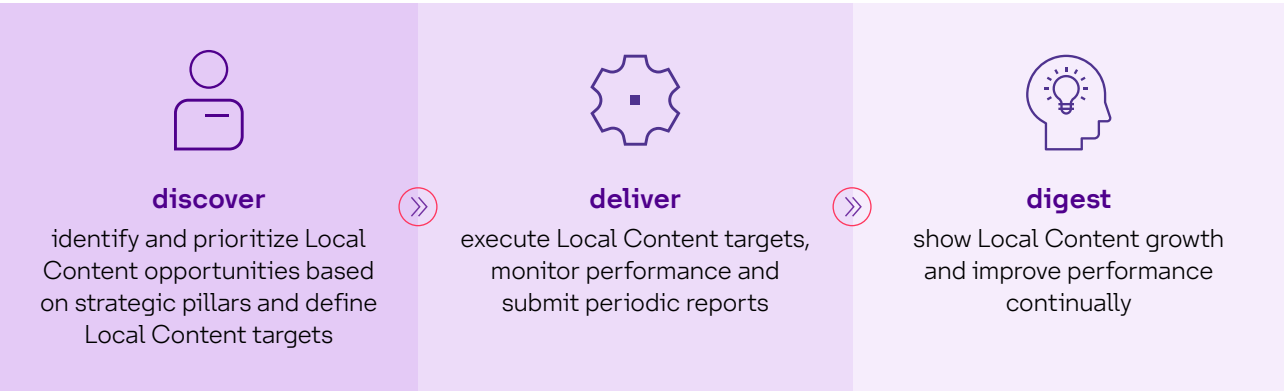 discover
identify and prioritize Local
Content opportunities based
on strategic pillars and define
Local Content targets
deliver
execute Local Content targets,
monitor performance and
submit periodic reports
digest
show Local Content growth
and improve performance
continually